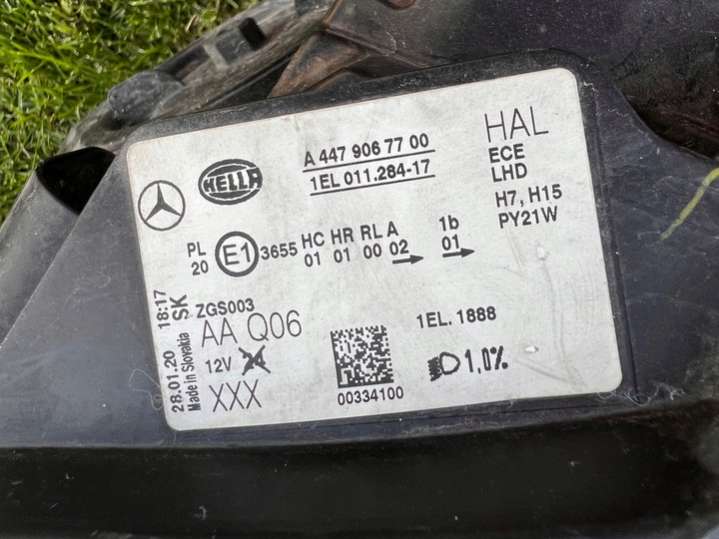 HELLA
A 447 906 77 00
1EL 011.284-17
HAL
ECE
LHD
H7, H15
PY21W
PL
20
E1
3655
HC HR RL A
01 01 00 02
1b
01
28.01.20 18:17
Made in Slovakia SK
ZGS003
AA Q06
12V
XXX
00334100
1EL. 1888
1,0%